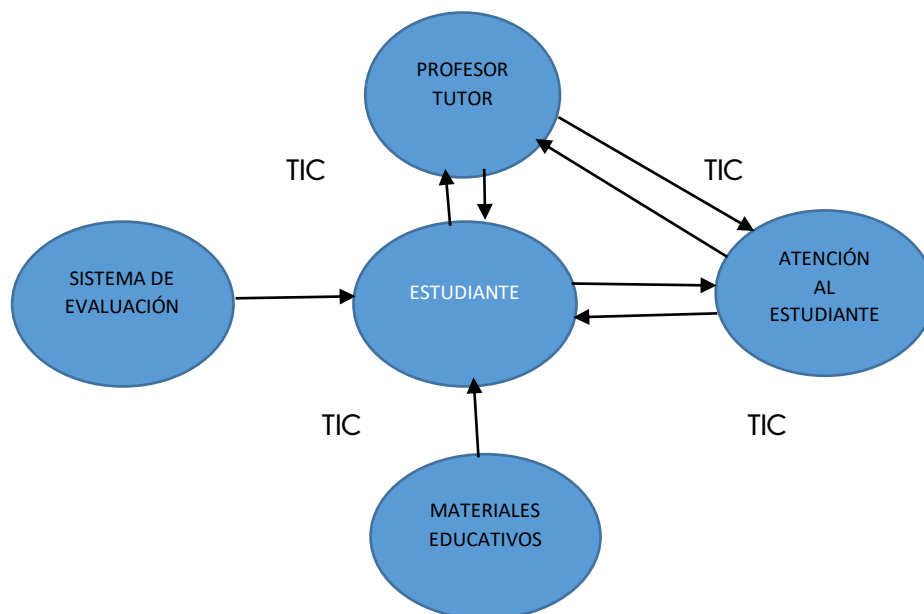 PROFESOR
TUTOR
TIC
TIC
SISTEMA DE
EVALUACIÓN
ESTUDIANTE
ATENCIÓN
AL
ESTUDIANTE
TIC
TIC
MATERIALES
EDUCATIVOS